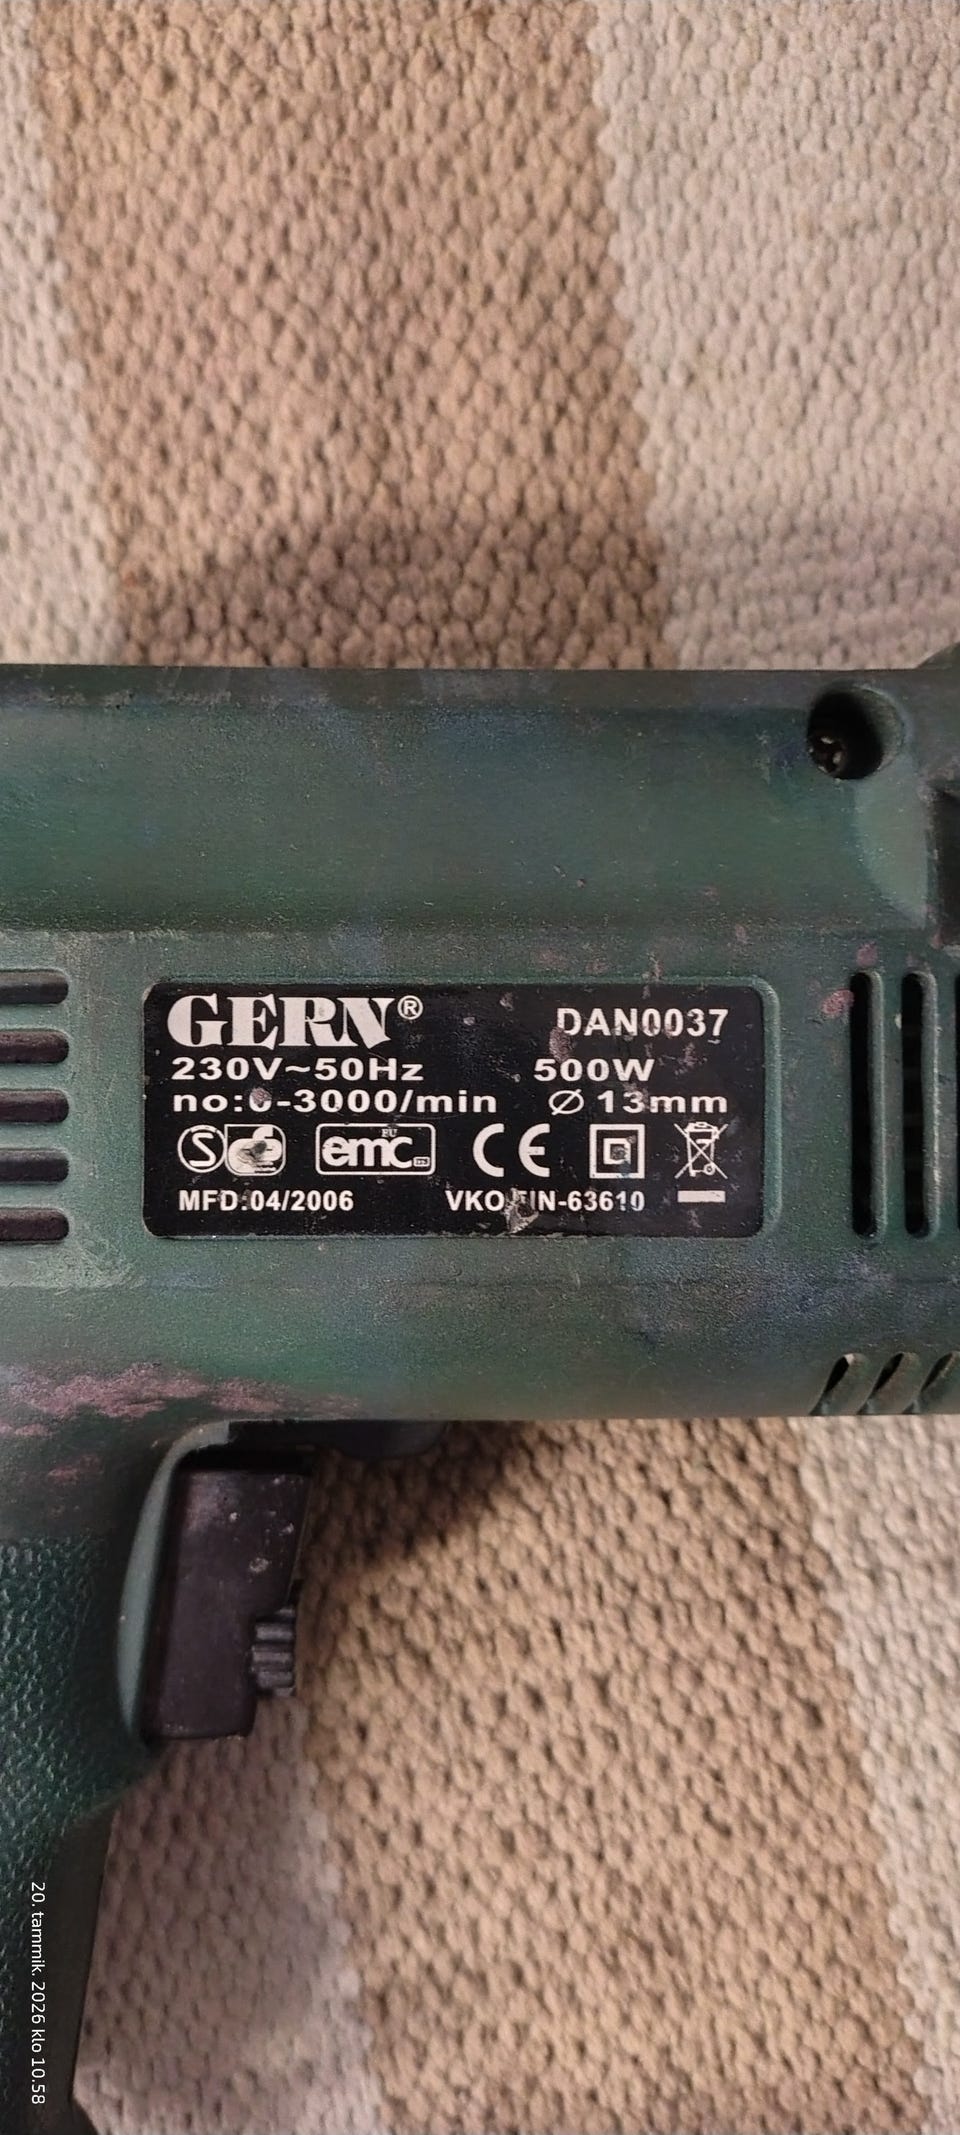 GERN® DAN0037
230V~50Hz 500W
no:0-3000/min Ø 13mm
S emc CE
MFD:04/2006 VKO FIN-63610
20. tammik. 2026 klo 10.58